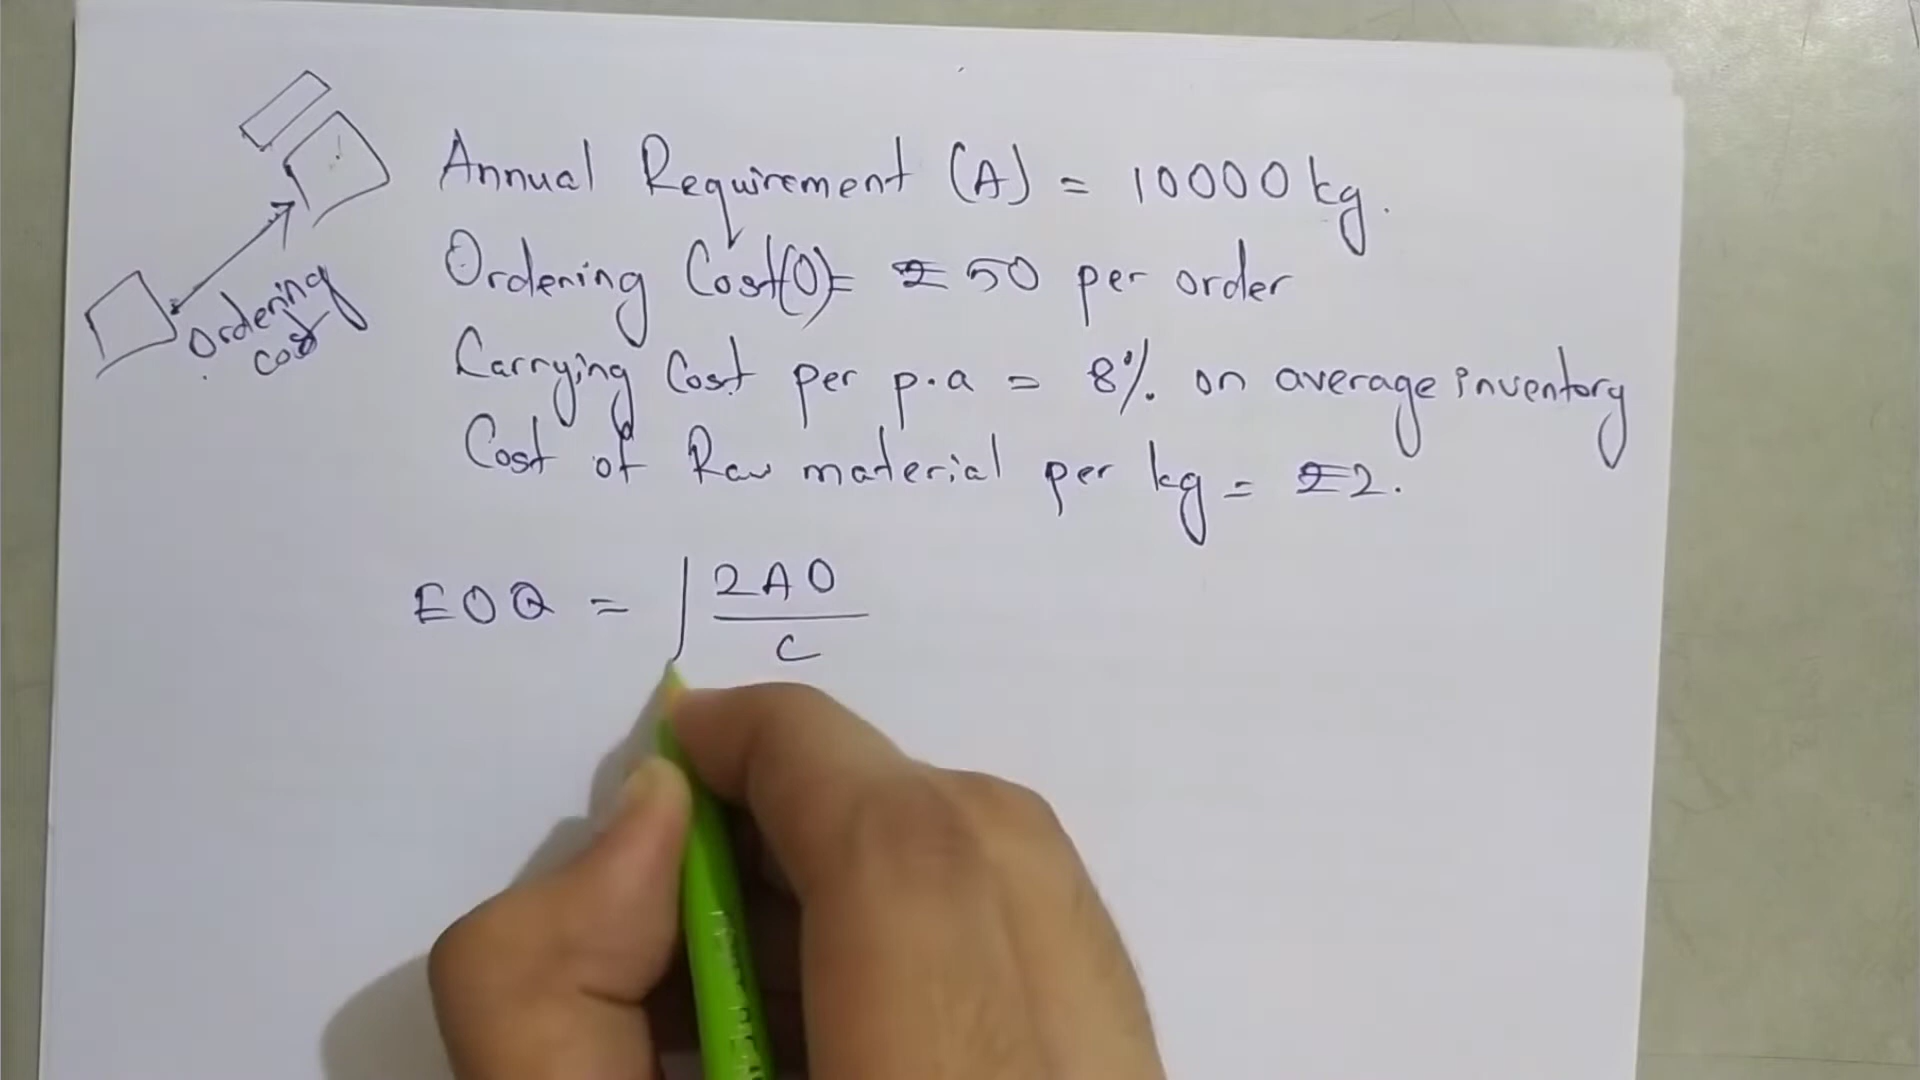 Annual Requirement (A) = 10000 kg.
Ordering Cost(O)= ₹50 per order
Carrying Cost per p.a = 8% on average inventory
Cost of Raw material per kg = ₹2.
Ordering
cost
EOQ = √ 2AO
C